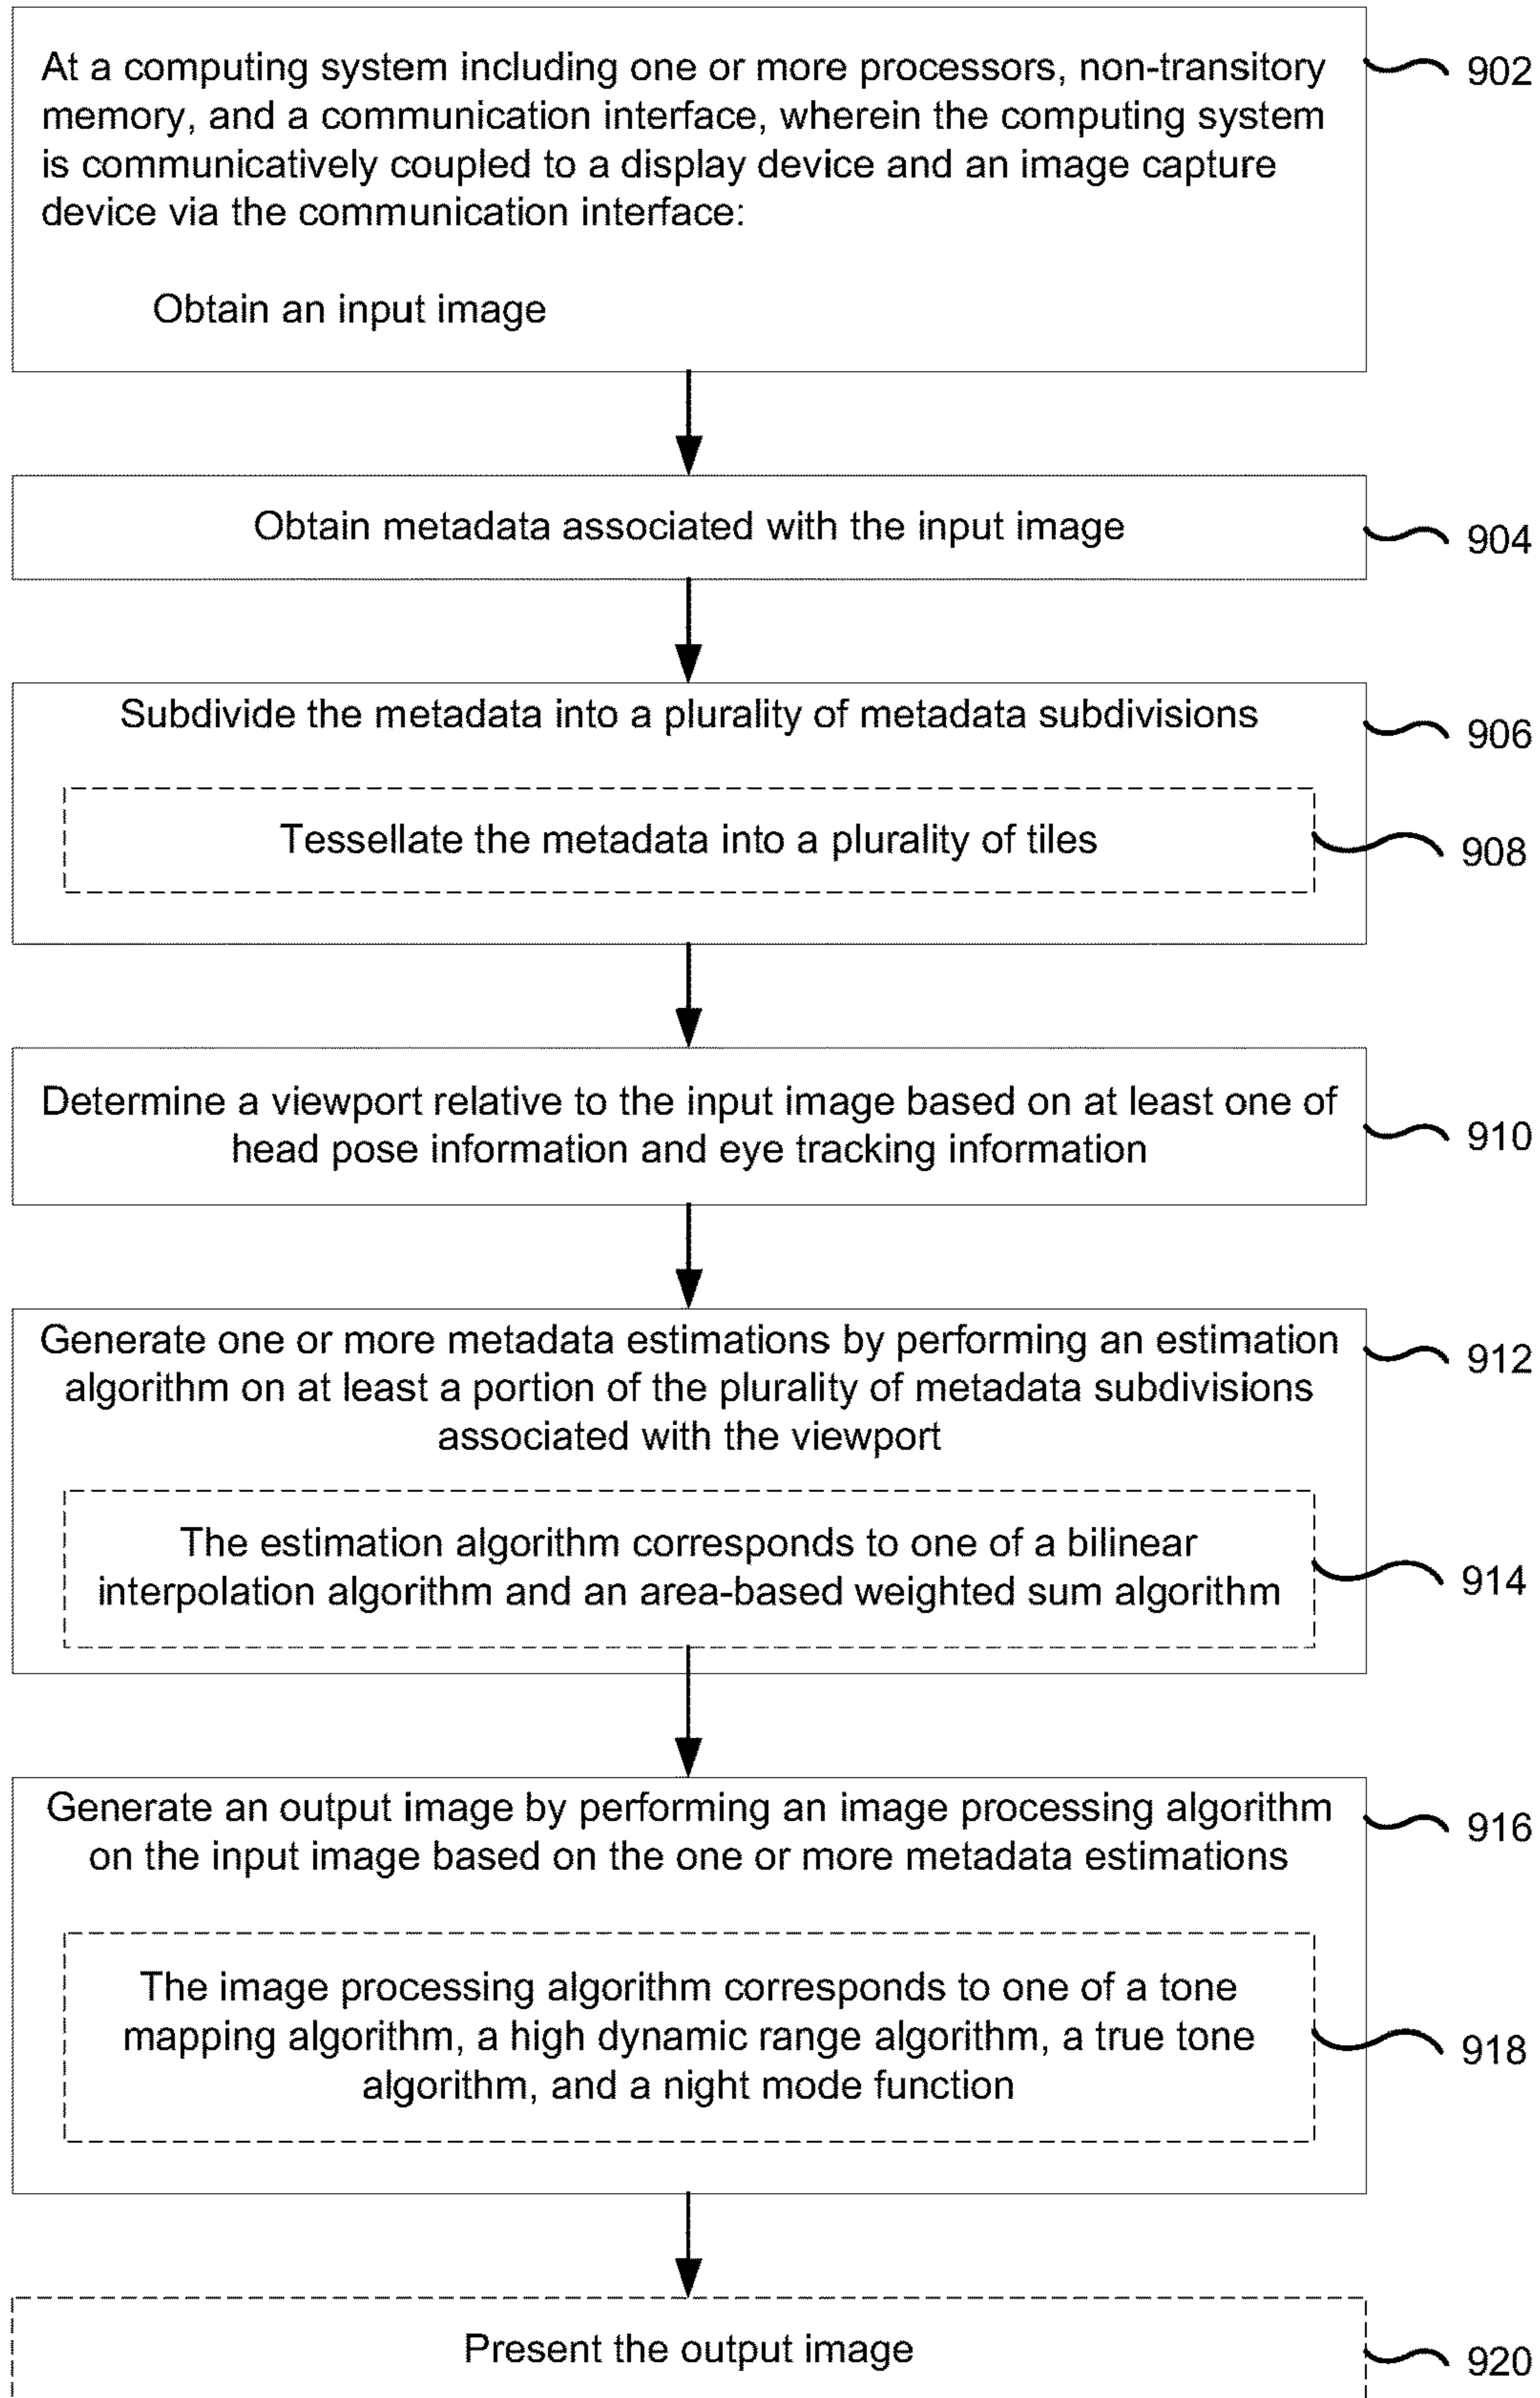 At a computing system including one or more processors, non-transitory
memory, and a communication interface, wherein the computing system
is communicatively coupled to a display device and an image capture
device via the communication interface:
Obtain an input image
902
Obtain metadata associated with the input image
904
Subdivide the metadata into a plurality of metadata subdivisions
906
Tessellate the metadata into a plurality of tiles
908
Determine a viewport relative to the input image based on at least one of
head pose information and eye tracking information
910
Generate one or more metadata estimations by performing an estimation
algorithm on at least a portion of the plurality of metadata subdivisions
associated with the viewport
912
The estimation algorithm corresponds to one of a bilinear
interpolation algorithm and an area-based weighted sum algorithm
914
Generate an output image by performing an image processing algorithm
on the input image based on the one or more metadata estimations
916
The image processing algorithm corresponds to one of a tone
mapping algorithm, a high dynamic range algorithm, a true tone
algorithm, and a night mode function
918
Present the output image
920